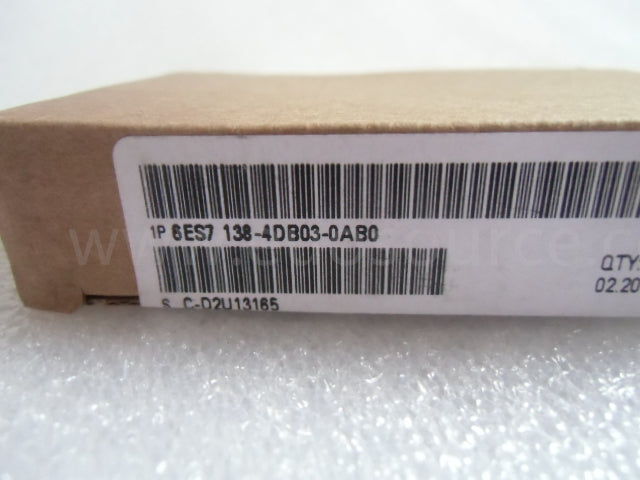 1P 6ES7 138-4DB03-0AB0
QTY
S C-D2U13165
02.20